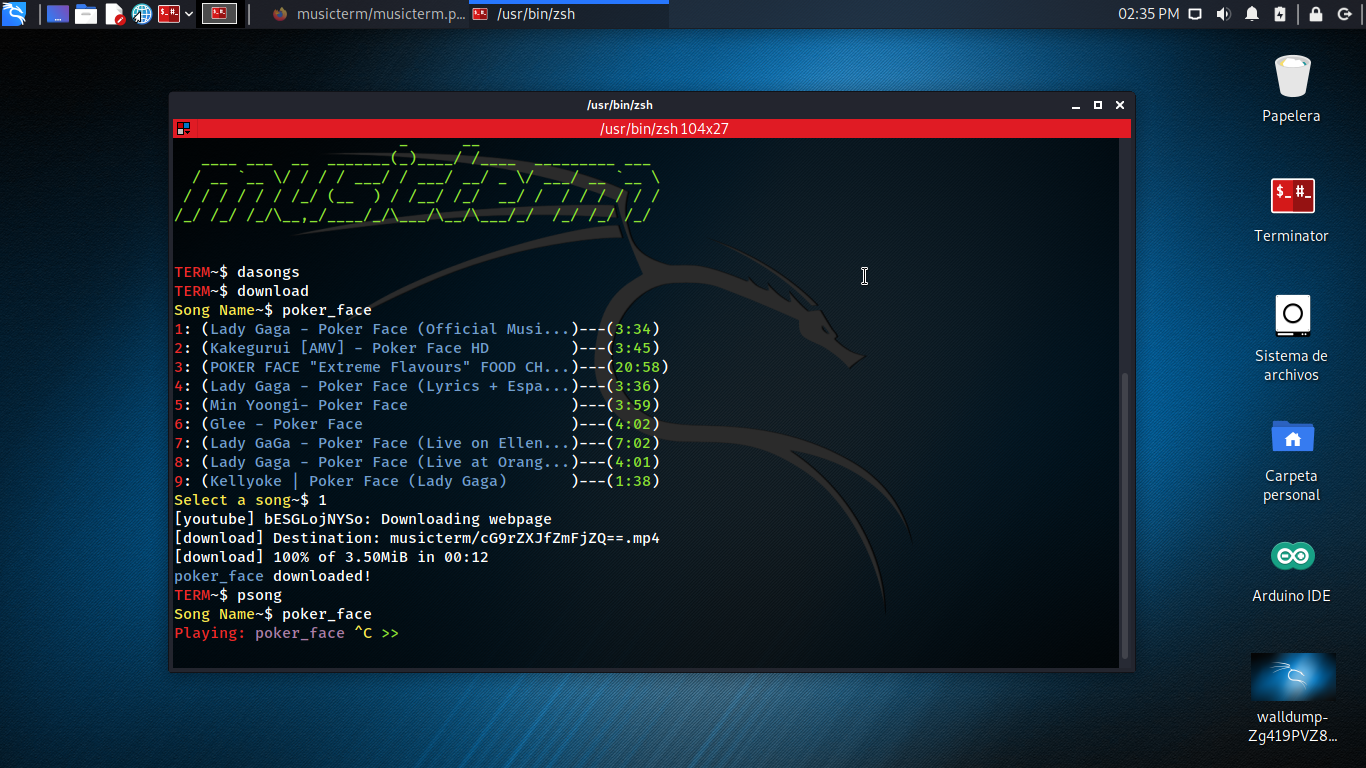 musicterm/musicterm.p...
/usr/bin/zsh
02:35 PM
/usr/bin/zsh
/usr/bin/zsh 104x27
musicterm
TERM~$ dasongs
TERM~$ download
Song Name~$ poker_face
1: (Lady Gaga - Poker Face (Official Musi...)---(3:34)
2: (Kakegurui [AMV] - Poker Face HD         )---(3:45)
3: (POKER FACE "Extreme Flavours" FOOD CH...)---(20:58)
4: (Lady Gaga - Poker Face (Lyrics + Espa...)---(3:36)
5: (Min Yoongi- Poker Face                  )---(3:59)
6: (Glee - Poker Face                       )---(4:02)
7: (Lady GaGa - Poker Face (Live on Ellen...)---(7:02)
8: (Lady Gaga - Poker Face (Live at Orang...)---(4:01)
9: (Kellyoke | Poker Face (Lady Gaga)       )---(1:38)
Select a song~$ 1
[youtube] bESGLojNYSo: Downloading webpage
[download] Destination: musicterm/cG9rZXJfZmFjZQ==.mp4
[download] 100% of 3.50MiB in 00:12
poker_face downloaded!
TERM~$ psong
Song Name~$ poker_face
Playing: poker_face ^C >>
Papelera
$_ #_
Terminator
Sistema de
archivos
Carpeta
personal
Arduino IDE
walldump-
Zg419PVZ8...